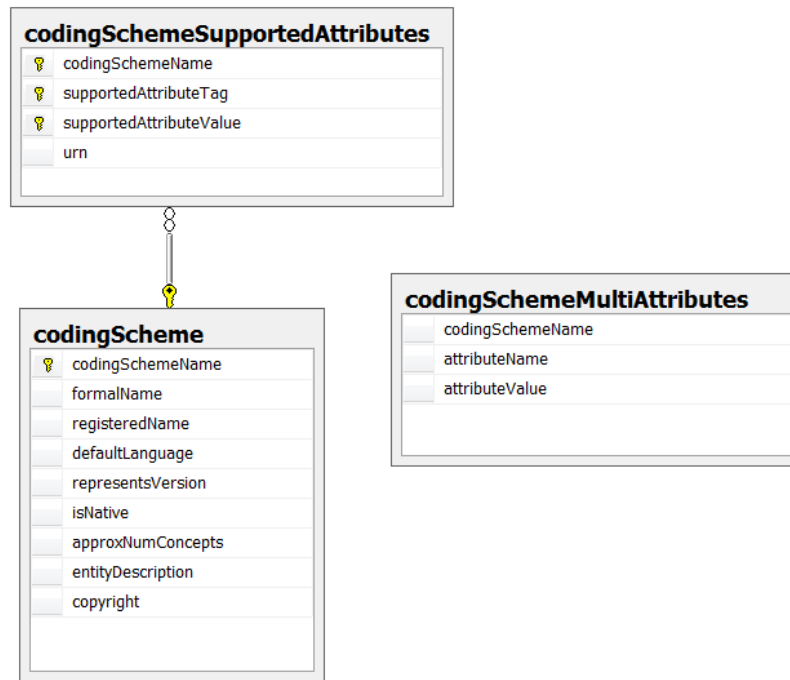 codingSchemeSupportedAttributes
codingSchemeName
supportedAttributeTag
supportedAttributeValue
urn
codingScheme
codingSchemeName
formalName
registeredName
defaultLanguage
representsVersion
isNative
approxNumConcepts
entityDescription
copyright
codingSchemeMultiAttributes
codingSchemeName
attributeName
attributeValue